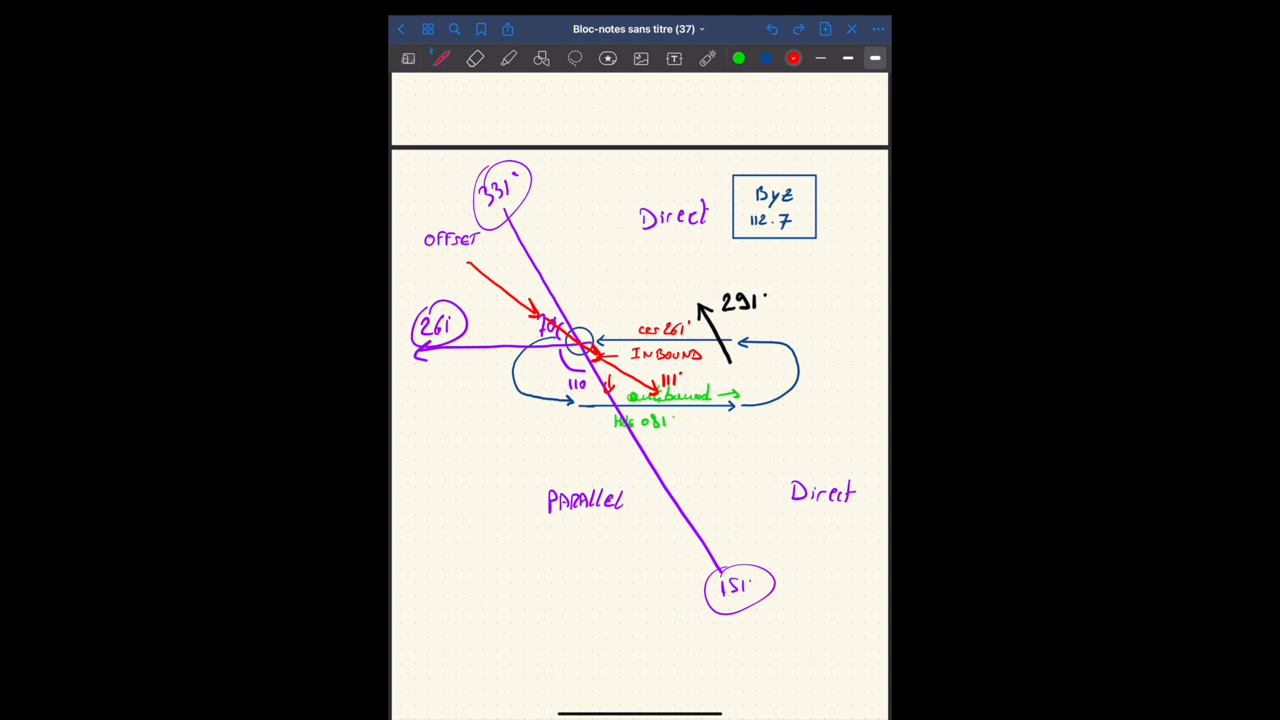 Bloc-notes sans titre (37)
331°
Direct
Byz
112.7
OFFSET
291°
261
70
CRS 261°
INBOUND
110
111°
outbound
Hdg 081°
PARALLEL
Direct
151°